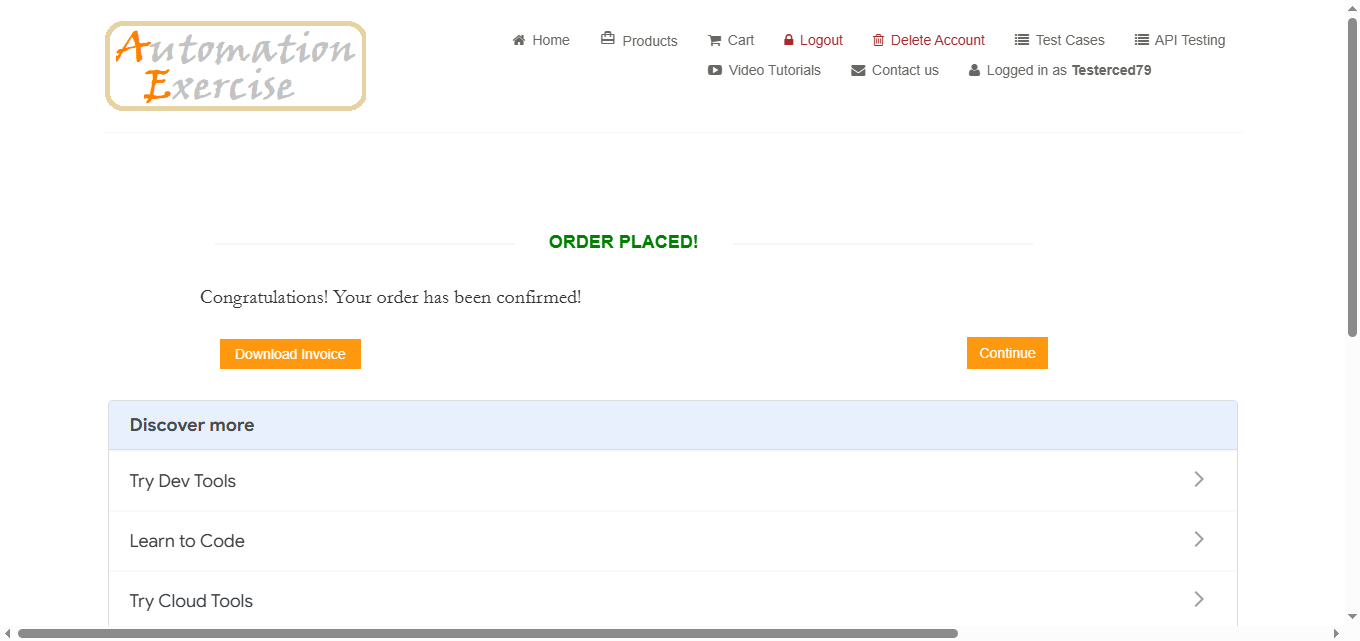 Automation
Exercise
Home Products Cart Logout Delete Account Test Cases API Testing
Video Tutorials Contact us Logged in as Testerced79
ORDER PLACED!
Congratulations! Your order has been confirmed!
Download Invoice Continue
Discover more
Try Dev Tools
Learn to Code
Try Cloud Tools